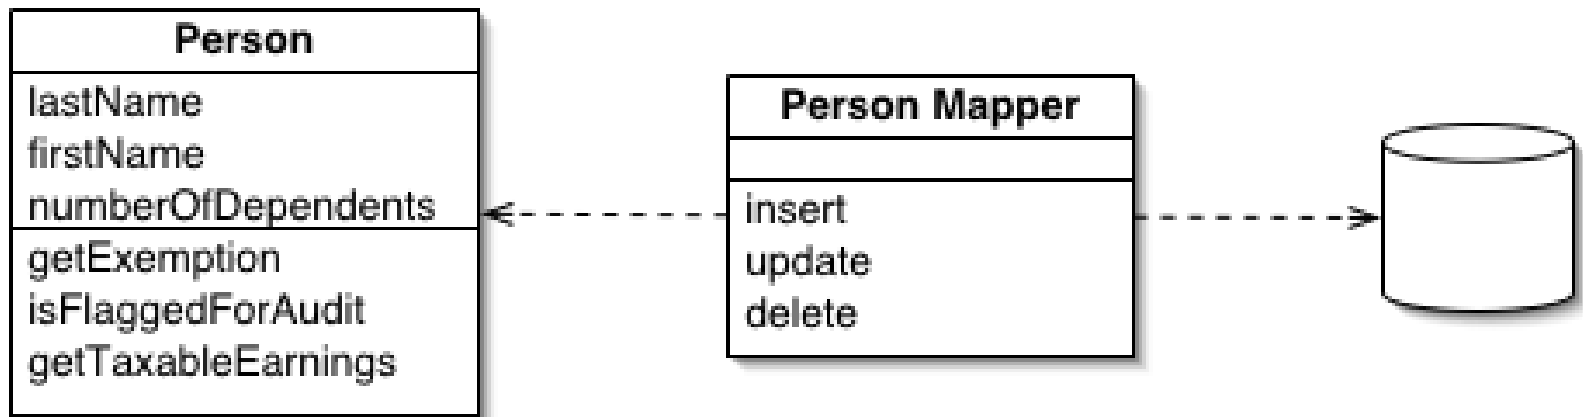 Person
lastName
firstName
numberOfDependents
getExemption
isFlaggedForAudit
getTaxableEarnings
Person Mapper
insert
update
delete